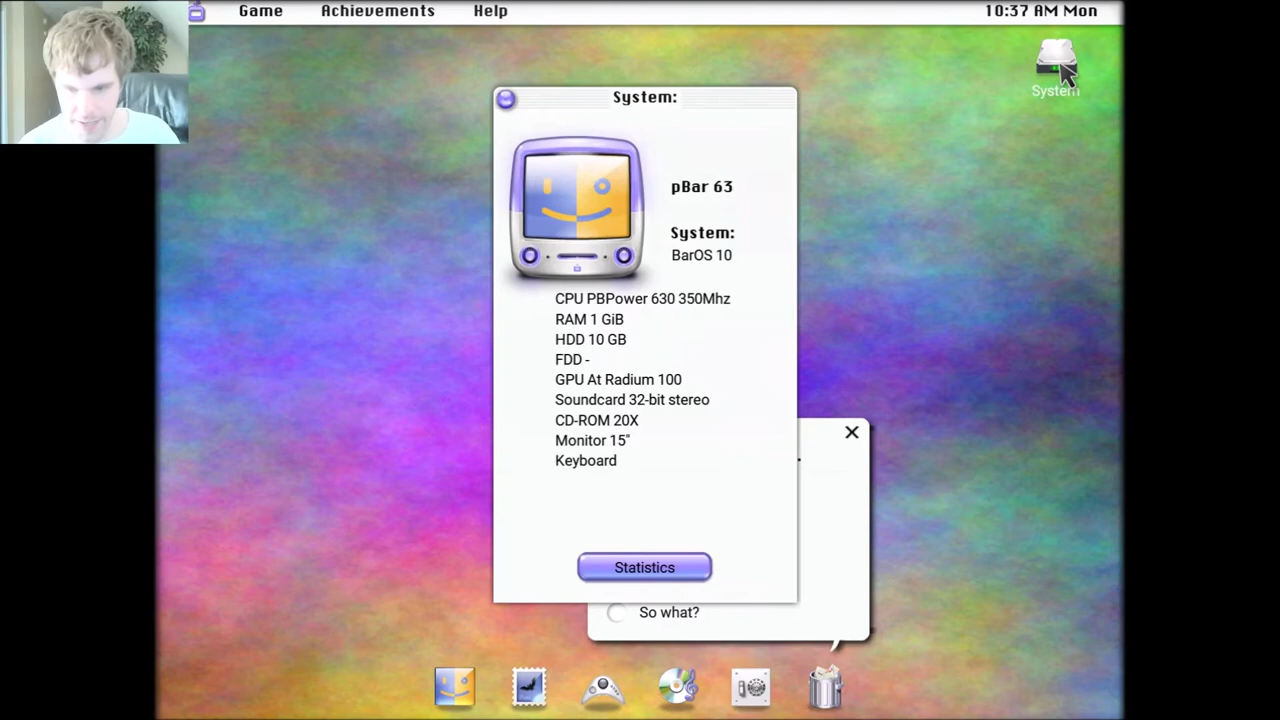 Game Achievements Help 10:37 AM Mon
System
System:
pBar 63
System:
BarOS 10
CPU PBPower 630 350Mhz
RAM 1 GiB
HDD 10 GB
FDD -
GPU At Radium 100
Soundcard 32-bit stereo
CD-ROM 20X
Monitor 15"
Keyboard
Statistics
So what?